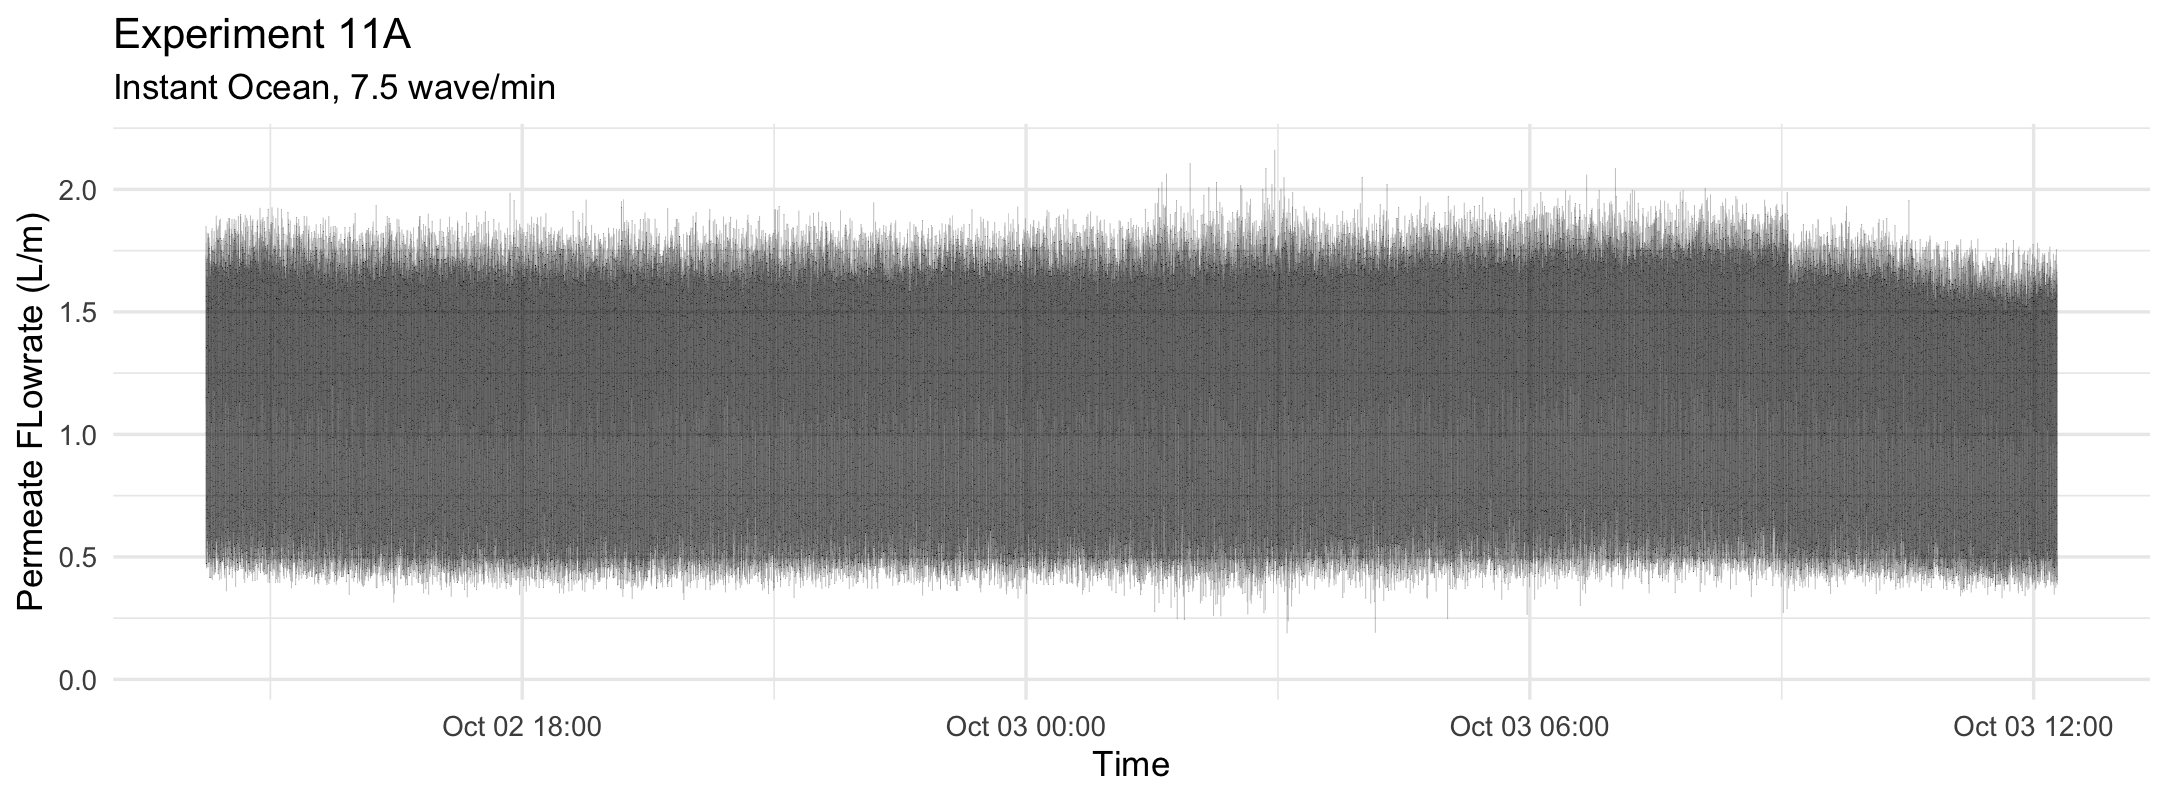 Experiment 11A
Instant Ocean, 7.5 wave/min
Permeate FLowrate (L/m)
2.0
1.5
1.0
0.5
0.0
Oct 02 18:00 Oct 03 00:00 Oct 03 06:00 Oct 03 12:00
Time